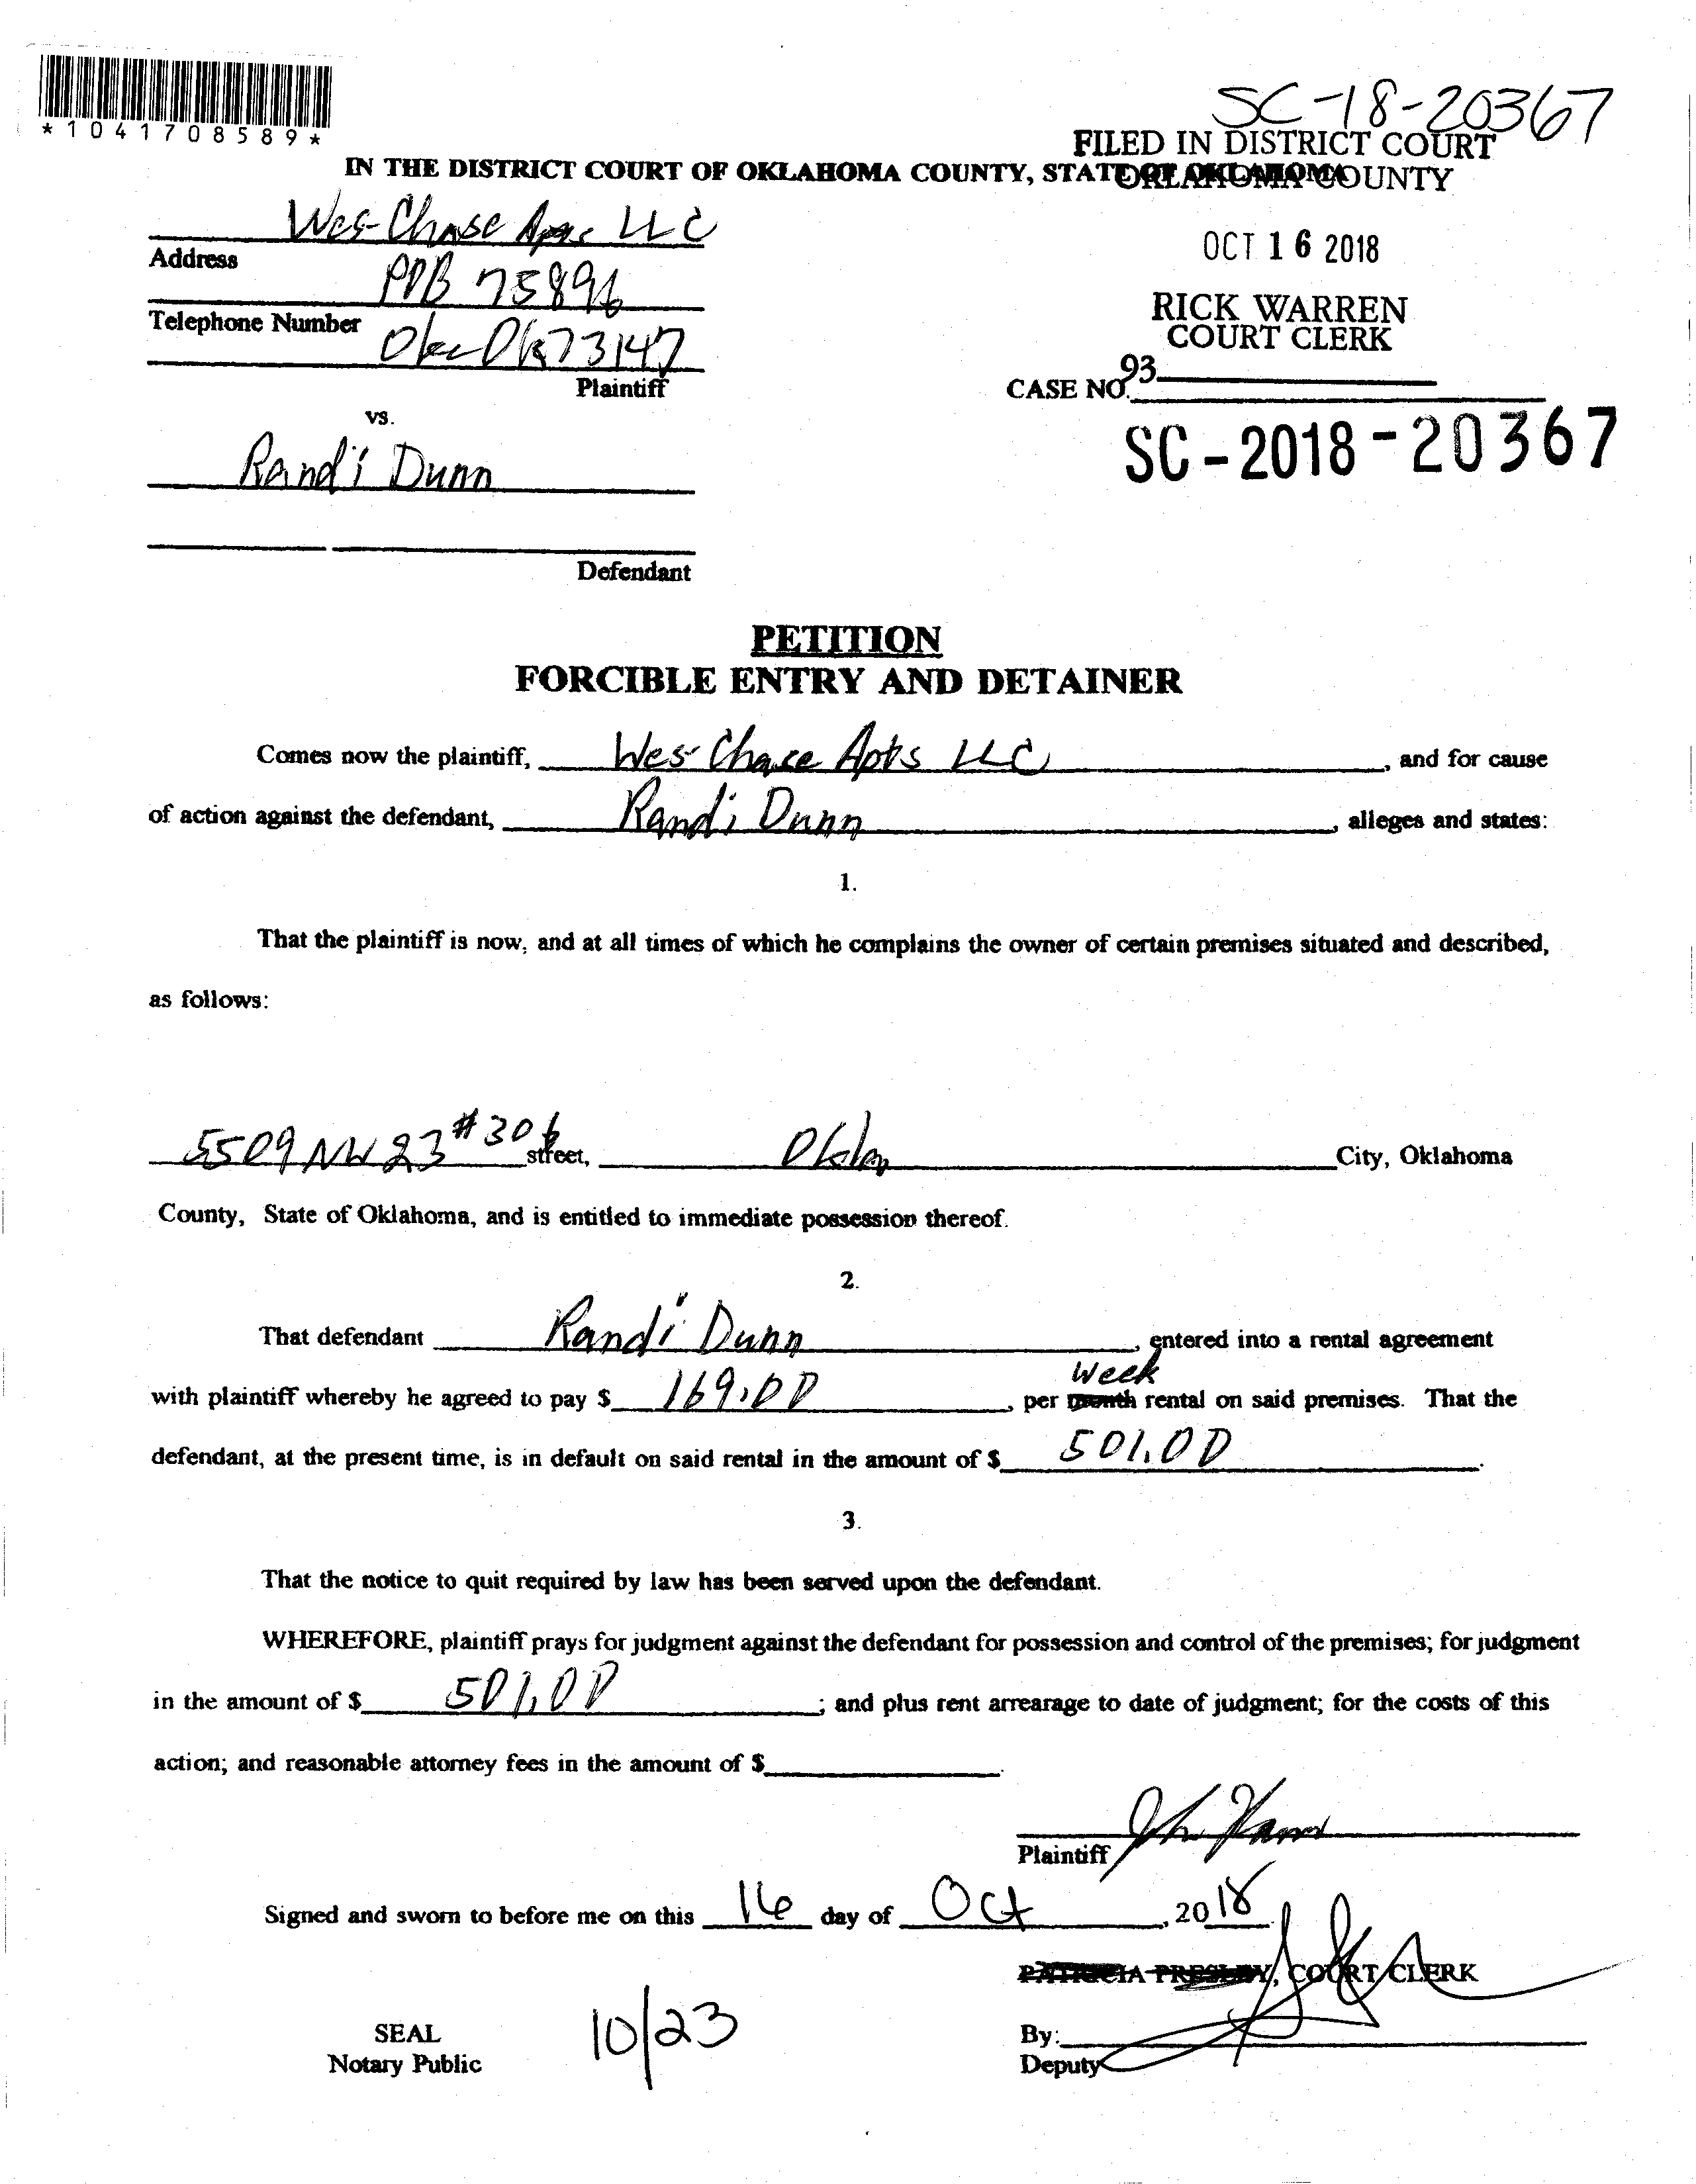 *1041708589*
SC-18-20367
FILED IN DISTRICT COURT
OKLAHOMA COUNTY
IN THE DISTRICT COURT OF OKLAHOMA COUNTY, STATE OF OKLAHOMA
Wes Chase Apts LLC
OCT 16 2018
Address
POB 75896
RICK WARREN
COURT CLERK
Telephone Number
Okc Ok 73147
Plaintiff
CASE NO. 93
vs.
SC-2018-20367
Randi Dunn
Defendant
PETITION
FORCIBLE ENTRY AND DETAINER
Comes now the plaintiff, Wes Chase Apts LLC, and for cause
of action against the defendant, Randi Dunn, alleges and states:
1.
That the plaintiff is now, and at all times of which he complains the owner of certain premises situated and described,
as follows:
5509 NW 23 #306 street, City, Oklahoma
County, State of Oklahoma, and is entitled to immediate possession thereof.
2.
That defendant Randi Dunn, entered into a rental agreement
week
with plaintiff whereby he agreed to pay $ 169.00, per month rental on said premises. That the
defendant, at the present time, is in default on said rental in the amount of $ 501.00.
3.
That the notice to quit required by law has been served upon the defendant.
WHEREFORE, plaintiff prays for judgment against the defendant for possession and control of the premises; for judgment
in the amount of $ 501.00; and plus rent arrearage to date of judgment; for the costs of this
action; and reasonable attorney fees in the amount of $
Plaintiff
Signed and sworn to before me on this 16 day of Oct, 2018.
PATRICIA PRESLEY, COURT CLERK
SEAL
Notary Public
10/23
By:
Deputy